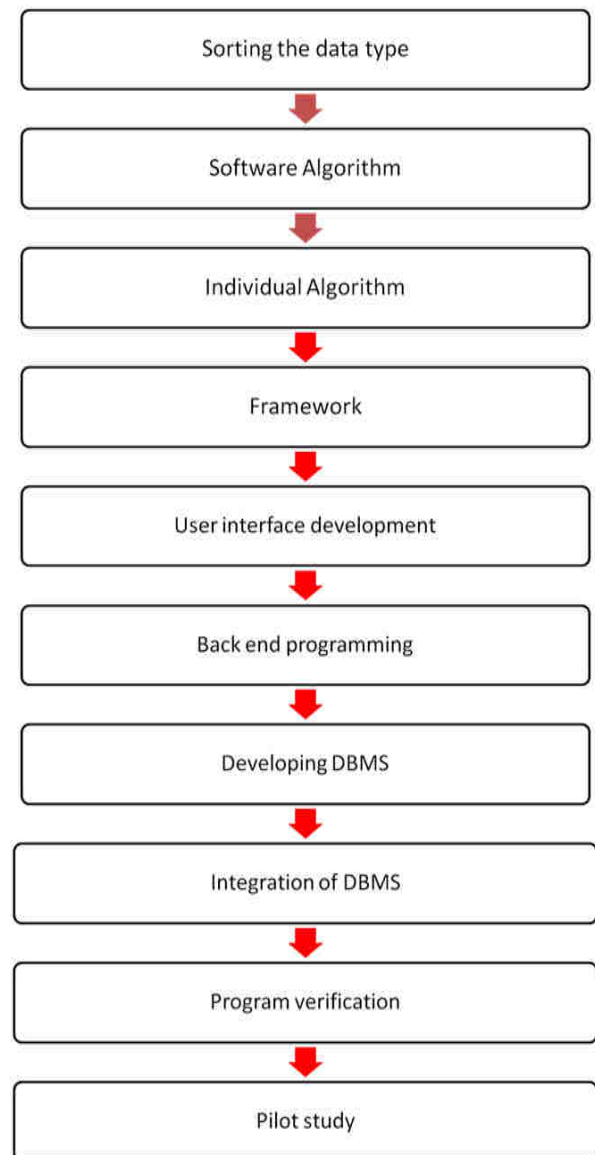 Sorting the data type
Software Algorithm
Individual Algorithm
Framework
User interface development
Back end programming
Developing DBMS
Integration of DBMS
Program verification
Pilot study